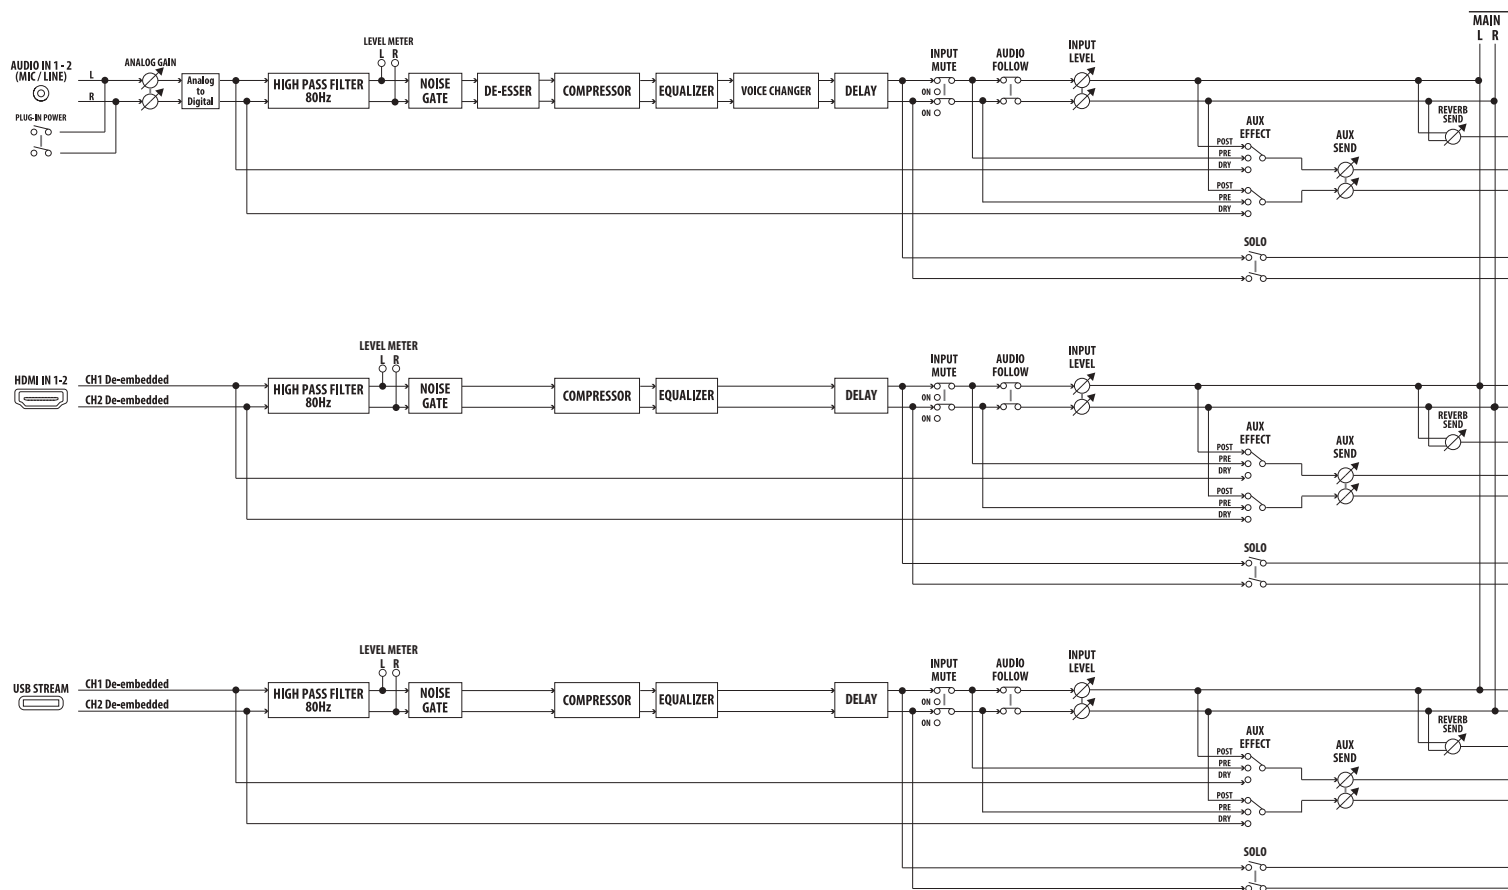 MAIN
L R
LEVEL METER
L R
AUDIO IN 1 - 2
(MIC / LINE)
L
R
PLUG-IN POWER
ANALOG GAIN
Analog
to
Digital
HIGH PASS FILTER
80Hz
NOISE
GATE
DE-ESSER
COMPRESSOR
EQUALIZER
VOICE CHANGER
DELAY
INPUT
MUTE
ON
ON
AUDIO
FOLLOW
INPUT
LEVEL
REVERB
SEND
AUX
EFFECT
POST
PRE
DRY
POST
PRE
DRY
AUX
SEND
SOLO
LEVEL METER
L R
HDMI IN 1-2
CH1 De-embedded
CH2 De-embedded
HIGH PASS FILTER
80Hz
NOISE
GATE
COMPRESSOR
EQUALIZER
DELAY
INPUT
MUTE
ON
ON
AUDIO
FOLLOW
INPUT
LEVEL
REVERB
SEND
AUX
EFFECT
POST
PRE
DRY
POST
PRE
DRY
AUX
SEND
SOLO
LEVEL METER
L R
USB STREAM
CH1 De-embedded
CH2 De-embedded
HIGH PASS FILTER
80Hz
NOISE
GATE
COMPRESSOR
EQUALIZER
DELAY
INPUT
MUTE
ON
ON
AUDIO
FOLLOW
INPUT
LEVEL
REVERB
SEND
AUX
EFFECT
POST
PRE
DRY
POST
PRE
DRY
AUX
SEND
SOLO